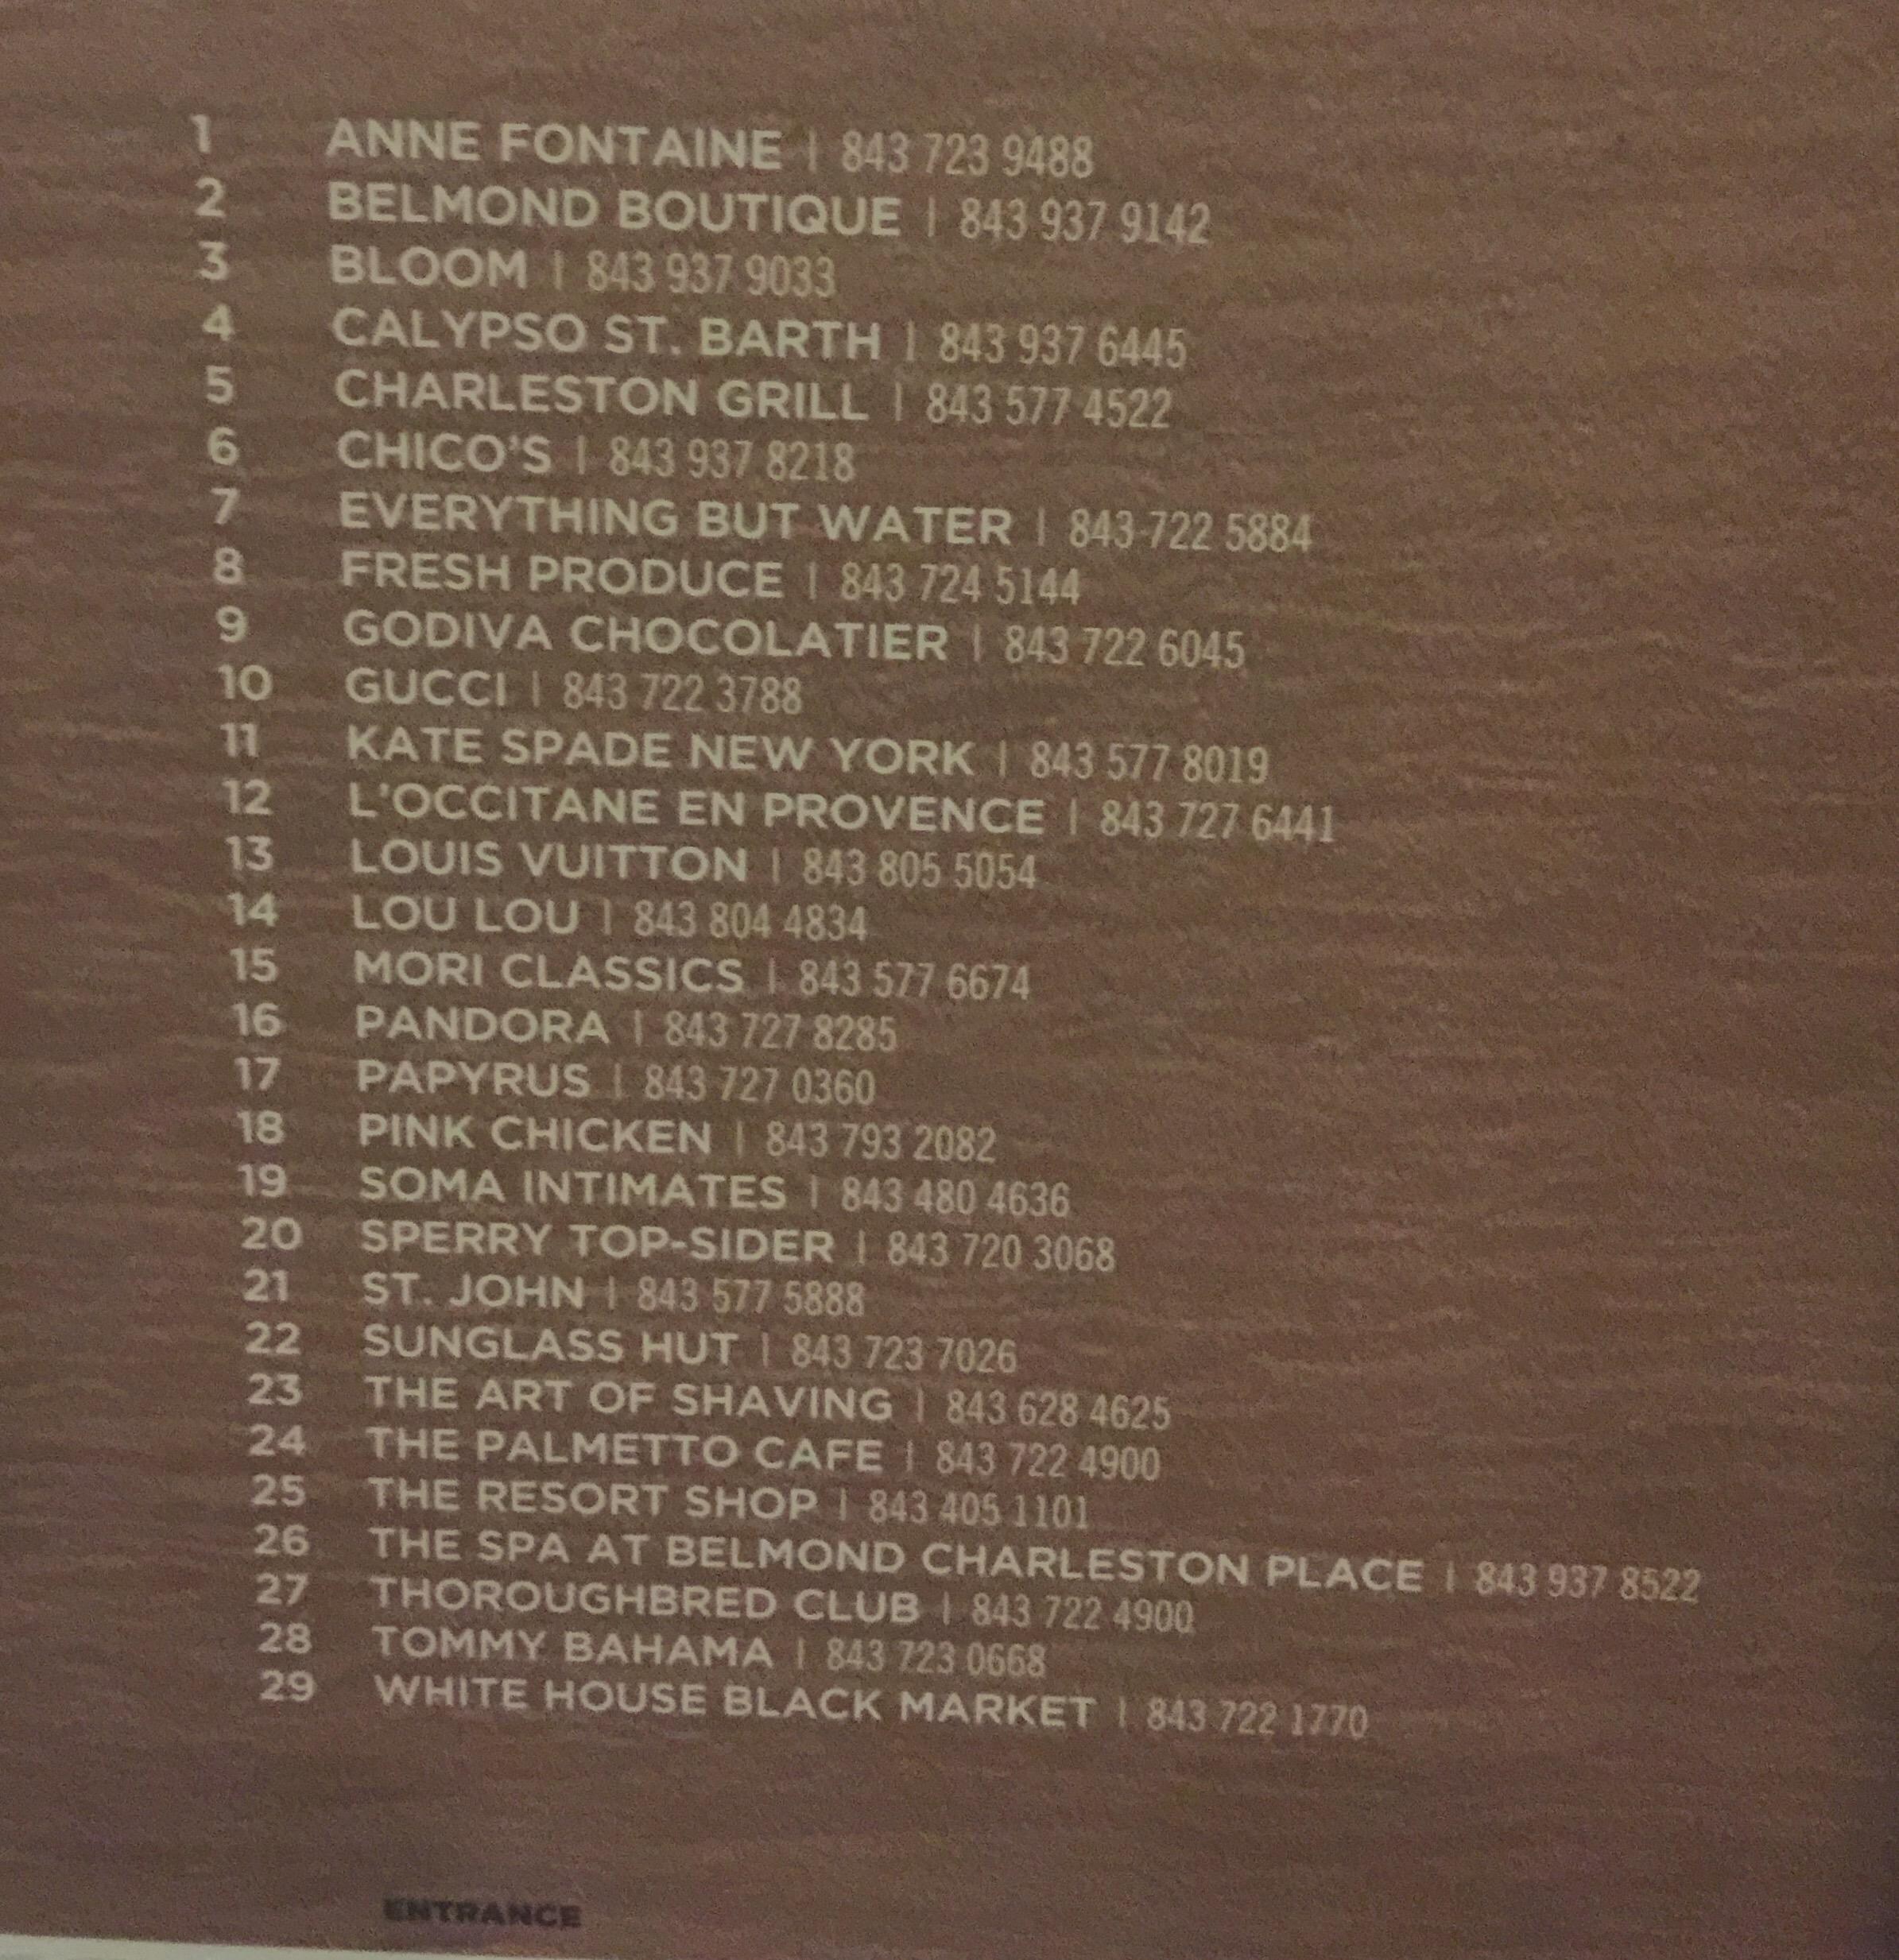 1 ANNE FONTAINE | 843 723 9488
2 BELMOND BOUTIQUE | 843 937 9142
3 BLOOM | 843 937 9033
4 CALYPSO ST. BARTH | 843 937 6445
5 CHARLESTON GRILL | 843 577 4522
6 CHICO'S | 843 937 8218
7 EVERYTHING BUT WATER | 843 722 5884
8 FRESH PRODUCE | 843 724 5144
9 GODIVA CHOCOLATIER | 843 722 6045
10 GUCCI | 843 722 3788
11 KATE SPADE NEW YORK | 843 577 8019
12 L'OCCITANE EN PROVENCE | 843 727 6441
13 LOUIS VUITTON | 843 805 5054
14 LOU LOU | 843 804 4834
15 MORI CLASSICS | 843 577 6674
16 PANDORA | 843 727 8285
17 PAPYRUS | 843 727 0360
18 PINK CHICKEN | 843 793 2082
19 SOMA INTIMATES | 843 480 4636
20 SPERRY TOP-SIDER | 843 720 3068
21 ST. JOHN | 843 577 5888
22 SUNGLASS HUT | 843 723 7026
23 THE ART OF SHAVING | 843 628 4625
24 THE PALMETTO CAFE | 843 722 4900
25 THE RESORT SHOP | 843 405 1101
26 THE SPA AT BELMOND CHARLESTON PLACE | 843 937 8522
27 THOROUGHBRED CLUB | 843 722 4900
28 TOMMY BAHAMA | 843 723 0668
29 WHITE HOUSE BLACK MARKET | 843 722 1770
ENTRANCE